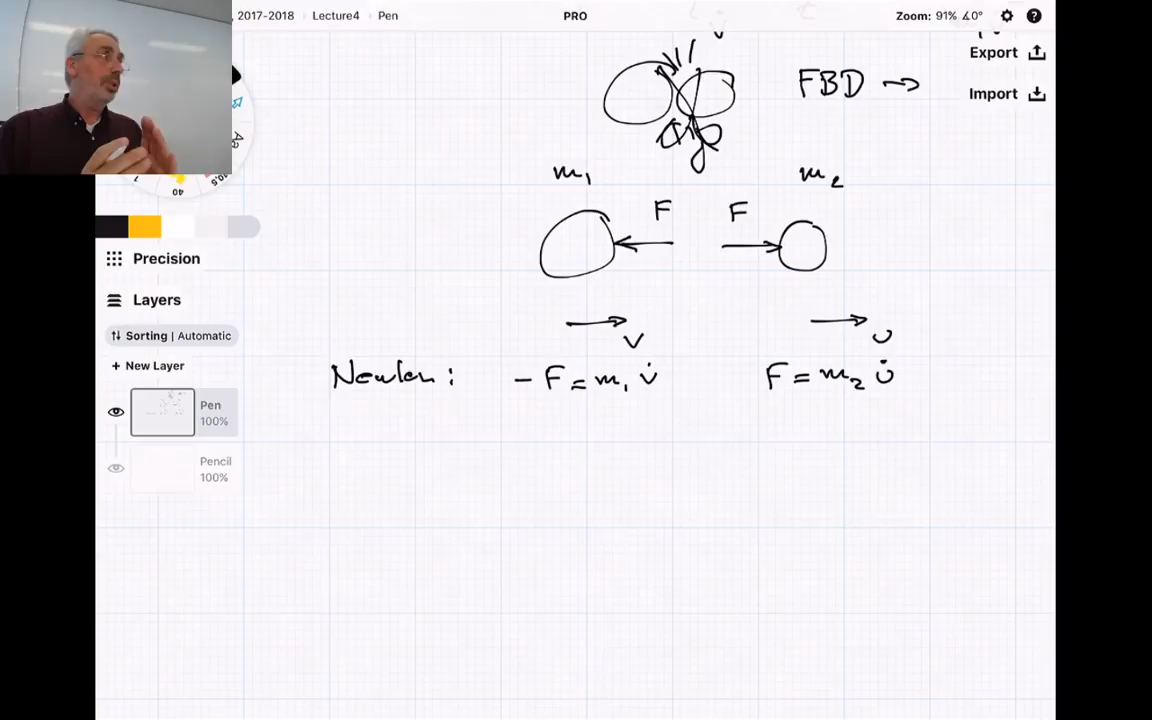 , 2017-2018 Lecture4 Pen PRO Zoom: 91% ∡0°
Export
Import
FBD →
m₁ m₂
F F
40
Precision
Layers
Sorting | Automatic
+ New Layer
V U
Newton: - F = m₁ v̇ F = m₂ u̇
Pen
100%
Pencil
100%